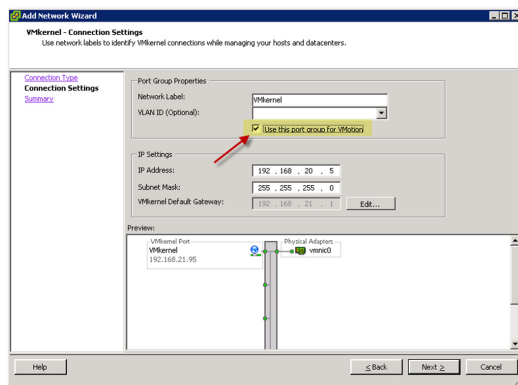 Add Network Wizard
VMkernel - Connection Settings
Use network labels to identify VMkernel connections while managing your hosts and datacenters.
Connection Type
Connection Settings
Summary
Port Group Properties
Network Label:
VMkernel
VLAN ID (Optional):
Use this port group for VMotion
IP Settings
IP Address:
192 . 168 . 20 . 5
Subnet Mask:
255 . 255 . 255 . 0
VMkernel Default Gateway:
192 . 168 . 21 . 1
Edit...
Preview:
VMkernel Port
VMkernel
192.168.21.95
Physical Adapters
vmnic0
Help
< Back
Next >
Cancel